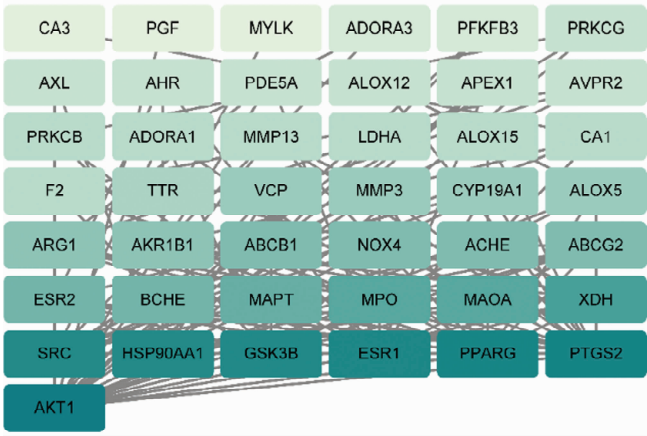 CA3 PGF MYLK ADORA3 PFKFB3 PRKCG
AXL AHR PDE5A ALOX12 APEX1 AVPR2
PRKCB ADORA1 MMP13 LDHA ALOX15 CA1
F2 TTR VCP MMP3 CYP19A1 ALOX5
ARG1 AKR1B1 ABCB1 NOX4 ACHE ABCG2
ESR2 BCHE MAPT MPO MAOA XDH
SRC HSP90AA1 GSK3B ESR1 PPARG PTGS2
AKT1